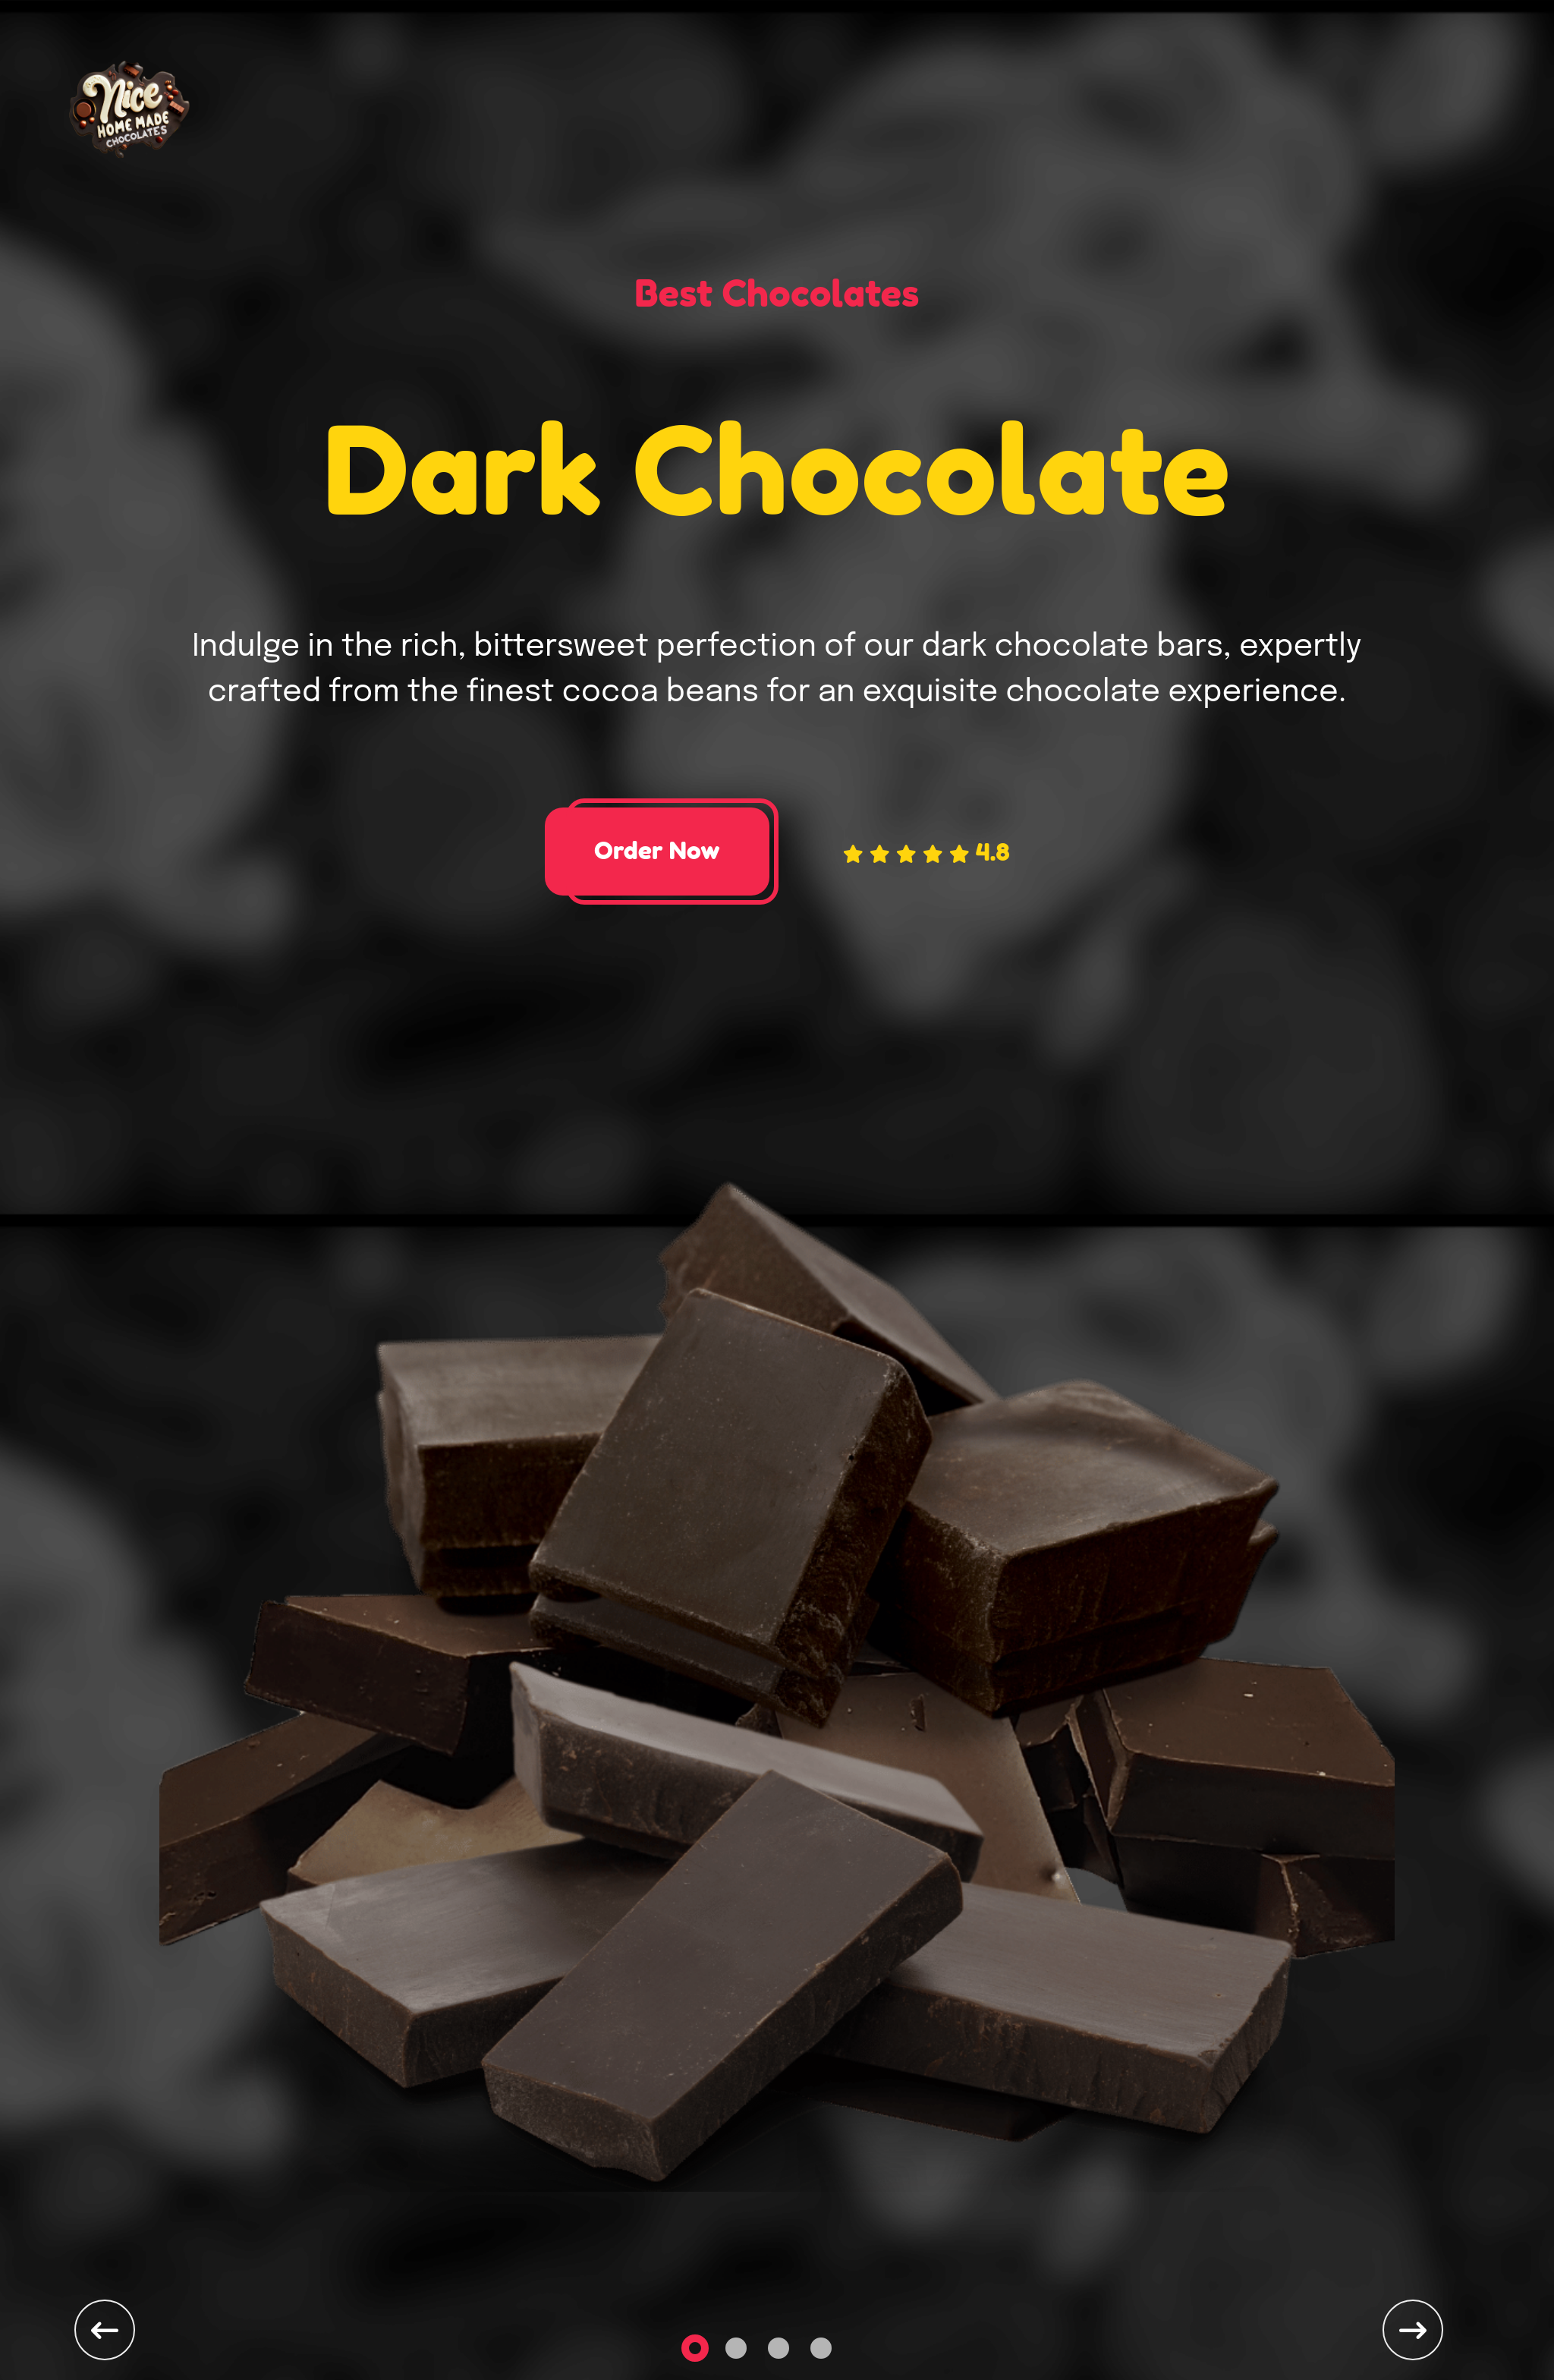 Nice
HOME MADE
CHOCOLATES
Best Chocolates
Dark Chocolate
Indulge in the rich, bittersweet perfection of our dark chocolate bars, expertly
crafted from the finest cocoa beans for an exquisite chocolate experience.
Order Now
4.8